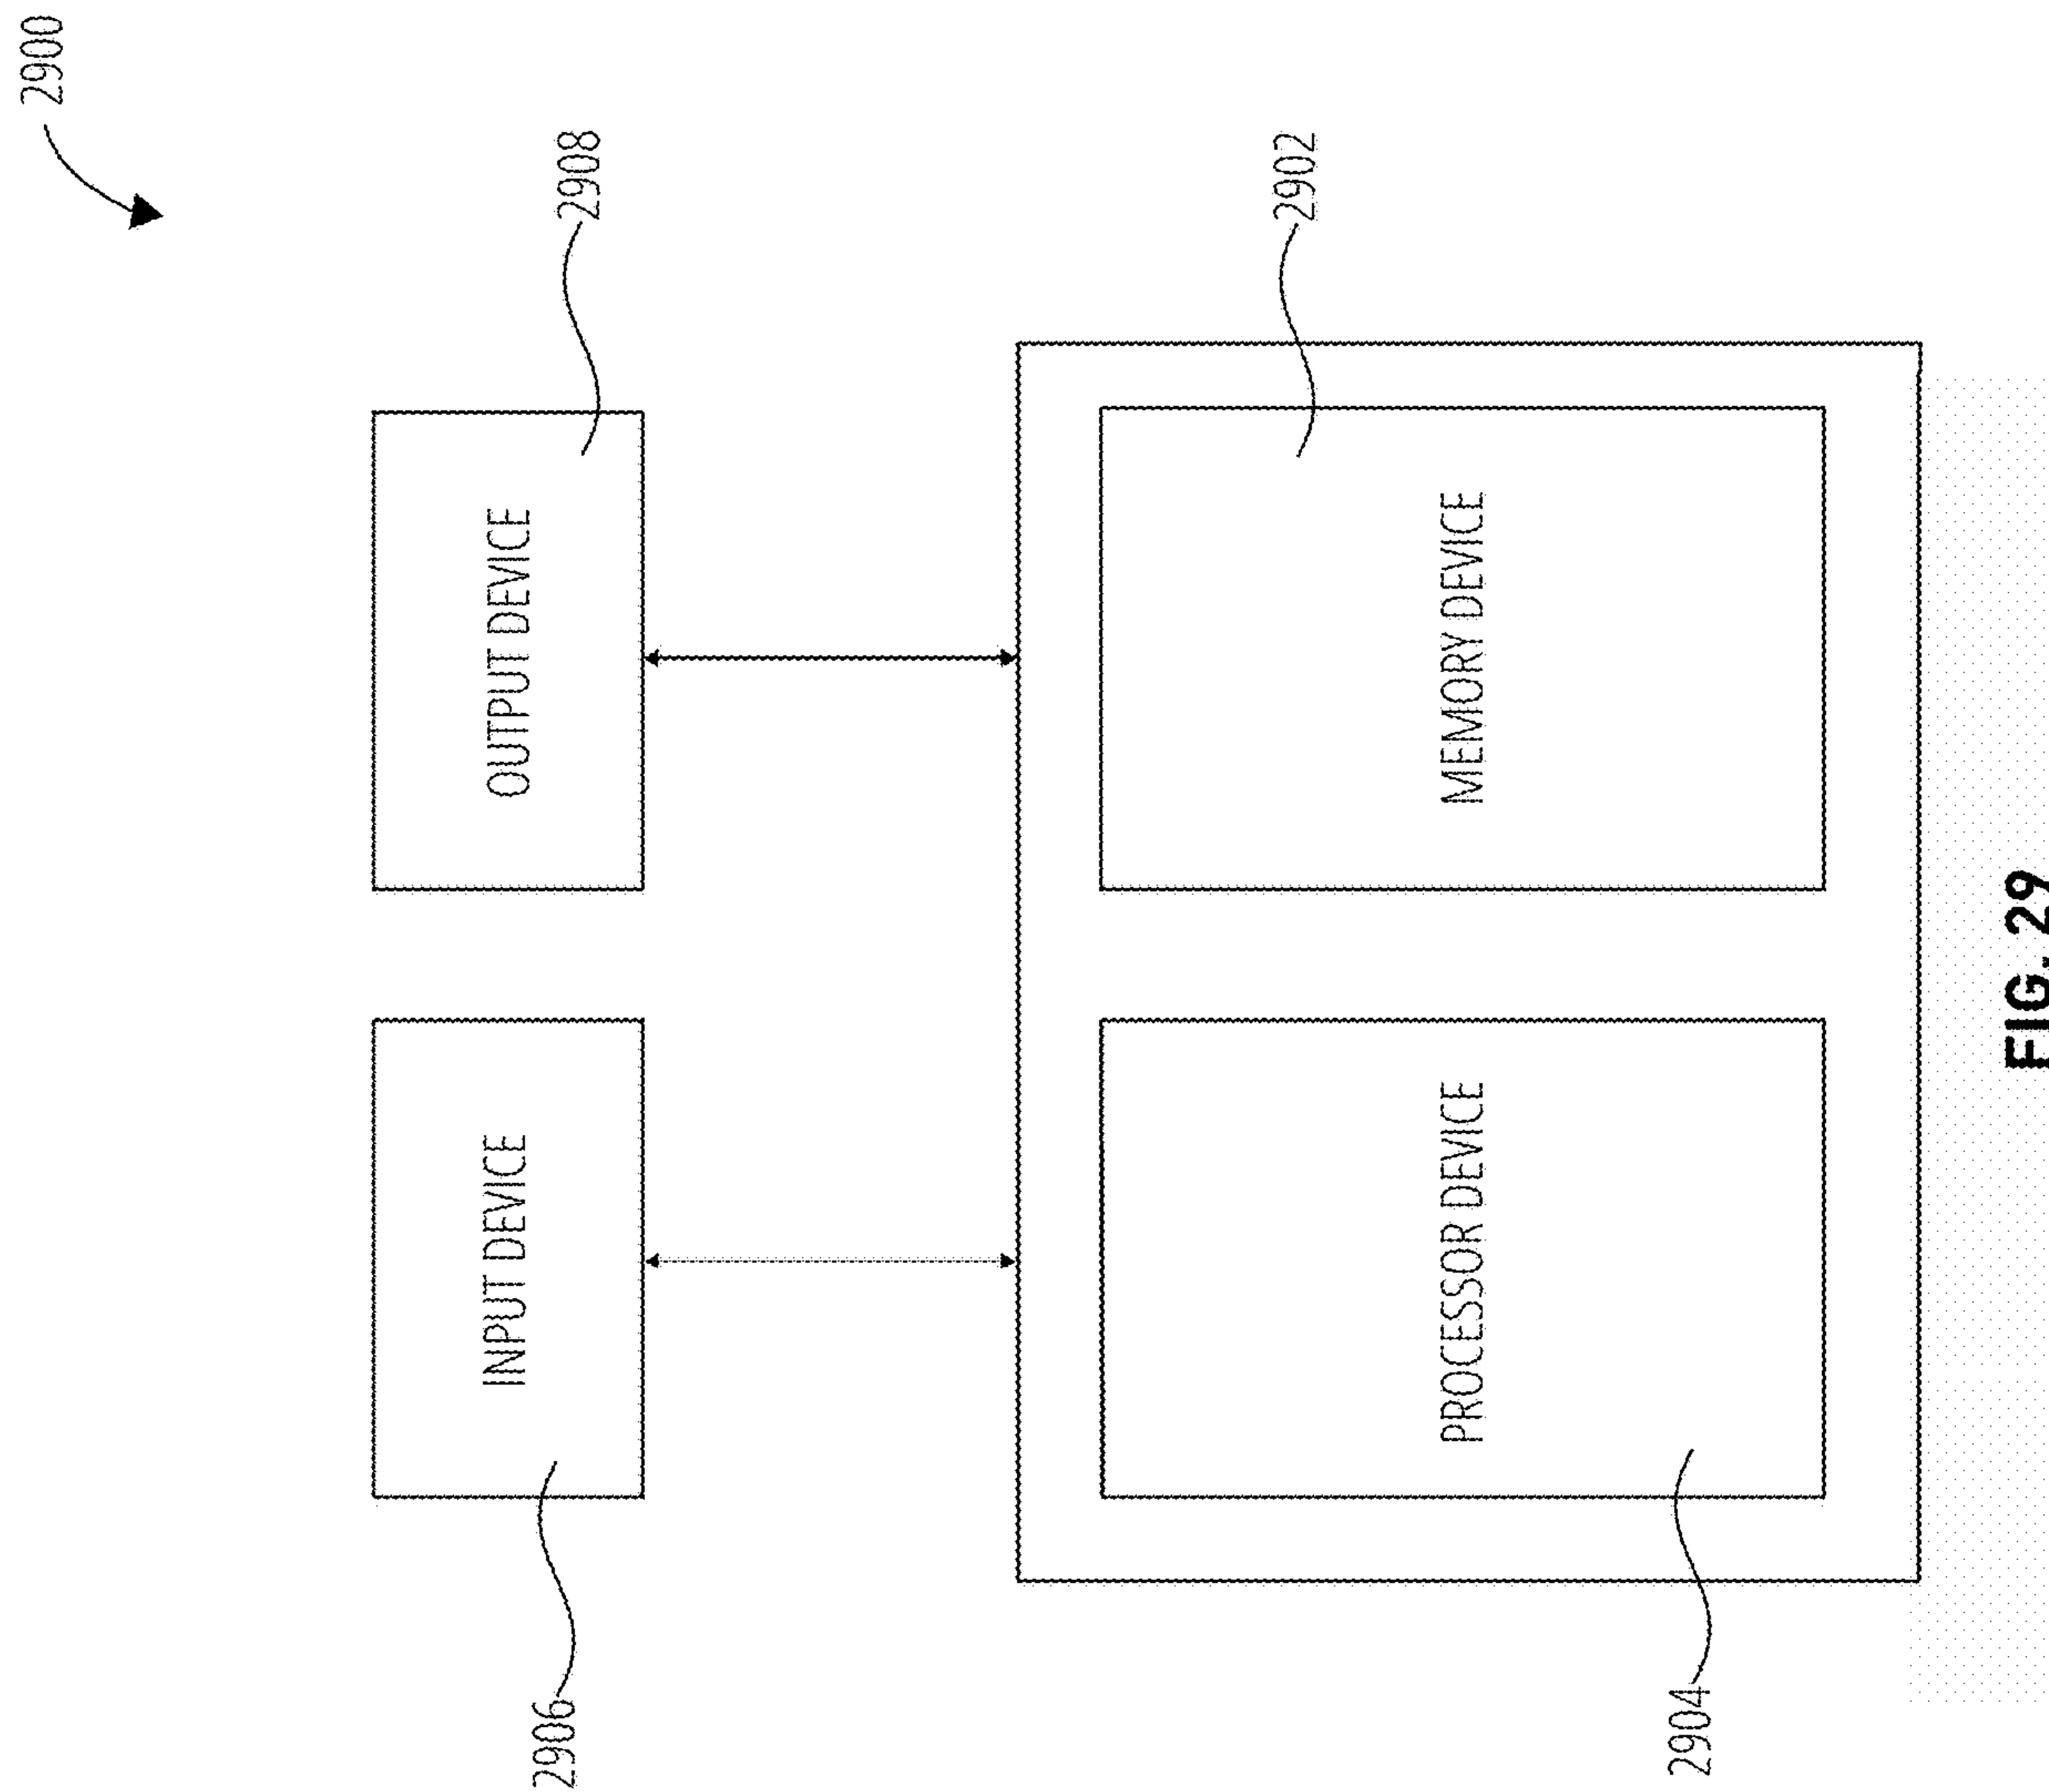 2900
2906
INPUT DEVICE
OUTPUT DEVICE
2908
2904
PROCESSOR DEVICE
MEMORY DEVICE
2902
FIG. 29